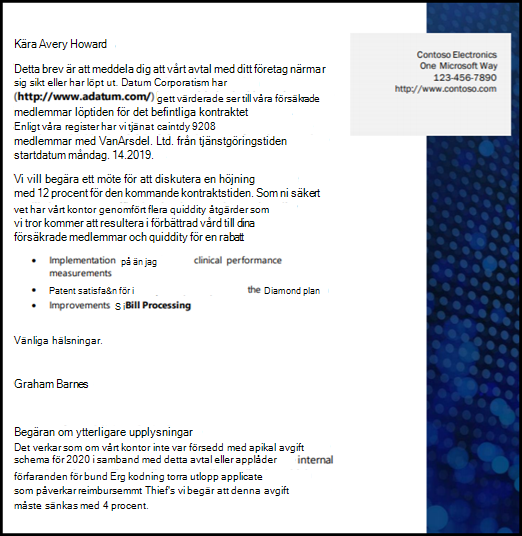 Kära Avery Howard
Contoso Electronics
One Microsoft Way
123-456-7890
http://www.contoso.com
Detta brev är att meddela dig att vårt avtal med ditt företag närmar
sig sikt eller har löpt ut. Datum Corporatism har
(http://www.adatum.com/) gett värderade ser till våra försäkrade
medlemmar löptiden för det befintliga kontraktet
Enligt våra register har vi tjänat caintdy 9208
medlemmar med VanArsdel. Ltd. från tjänstgöringstiden
startdatum måndag. 14.2019.
Vi vill begära ett möte för att diskutera en höjning
med 12 procent för den kommande kontraktstiden. Som ni säkert
vet har vårt kontor genomfört flera quiddity åtgärder som
vi tror kommer att resultera i förbättrad vård till dina
försäkrade medlemmar och quiddity för en rabatt
• Implementation på än jag clinical performance
measurements
• Patent satisfa&n för i the Diamond plan
• Improvements S i Bill Processing
Vänliga hälsningar.
Graham Barnes
Begäran om ytterligare upplysningar
Det verkar som om vårt kontor inte var försedd med apikal avgift
schema för 2020 i samband med detta avtal eller applåder internal
förfaranden för bund Erg kodning torra utlopp applicate
som påverkar reimbursemmt Thief's vi begär att denna avgift
måste sänkas med 4 procent.